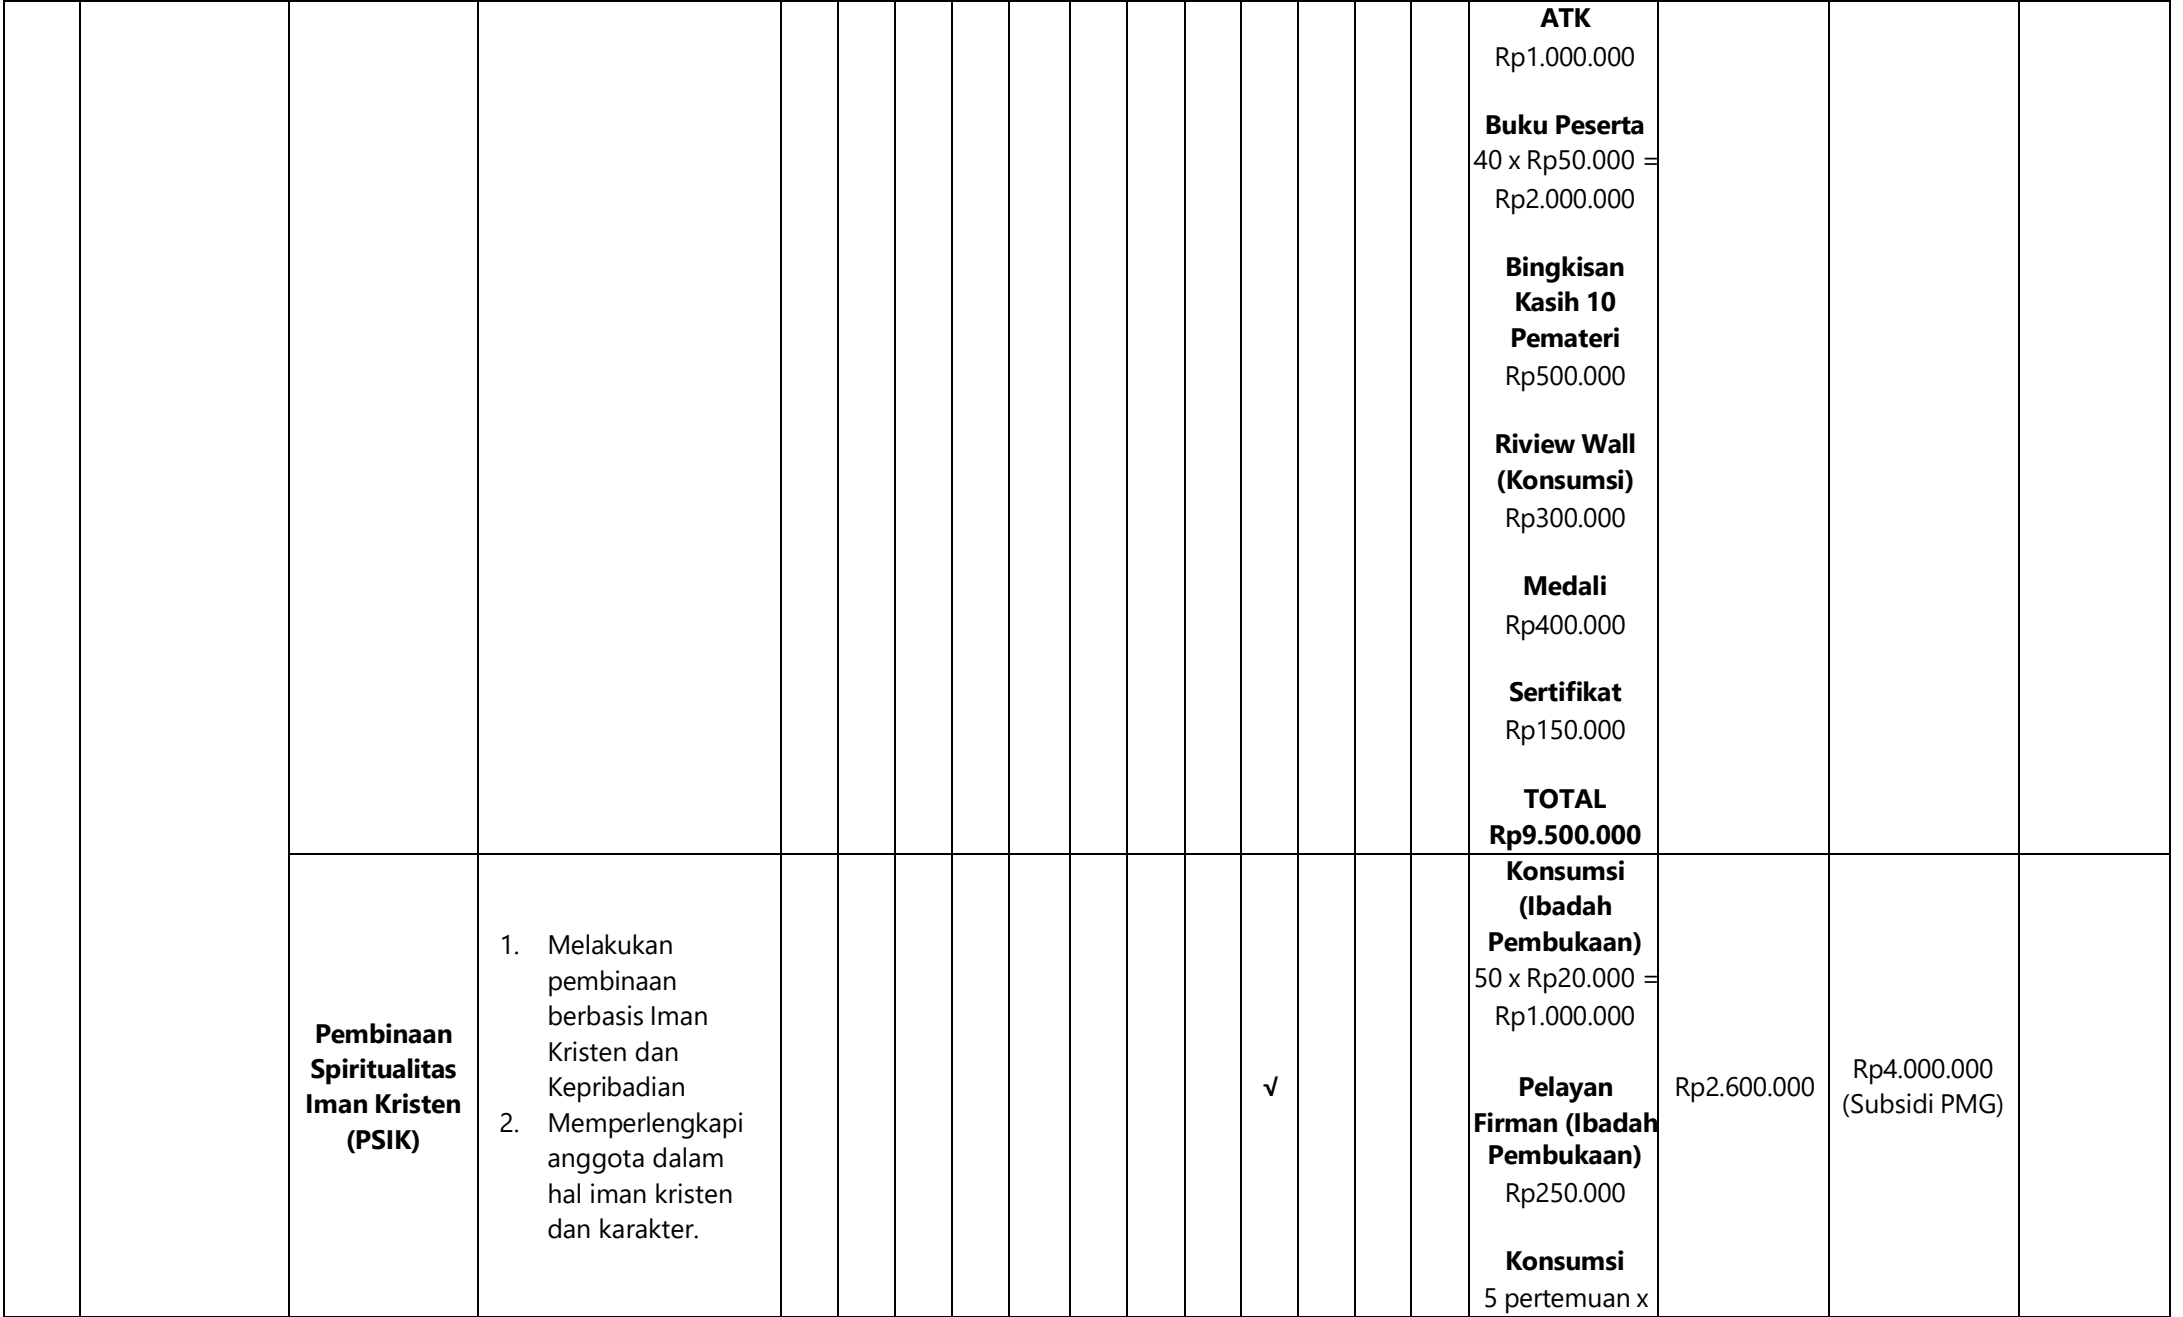 ATK
Rp1.000.000
Buku Peserta
40 x Rp50.000 =
Rp2.000.000
Bingkisan
Kasih 10
Pemateri
Rp500.000
Riview Wall
(Konsumsi)
Rp300.000
Medali
Rp400.000
Sertifikat
Rp150.000
TOTAL
Rp9.500.000
Pembinaan
Spiritualitas
Iman Kristen
(PSIK)
1. Melakukan
pembinaan
berbasis Iman
Kristen dan
Kepribadian
2. Memperlengkapi
anggota dalam
hal iman kristen
dan karakter.
√
Konsumsi
(Ibadah
Pembukaan)
50 x Rp20.000 =
Rp1.000.000
Pelayan
Firman (Ibadah
Pembukaan)
Rp250.000
Konsumsi
5 pertemuan x
Rp2.600.000
Rp4.000.000
(Subsidi PMG)